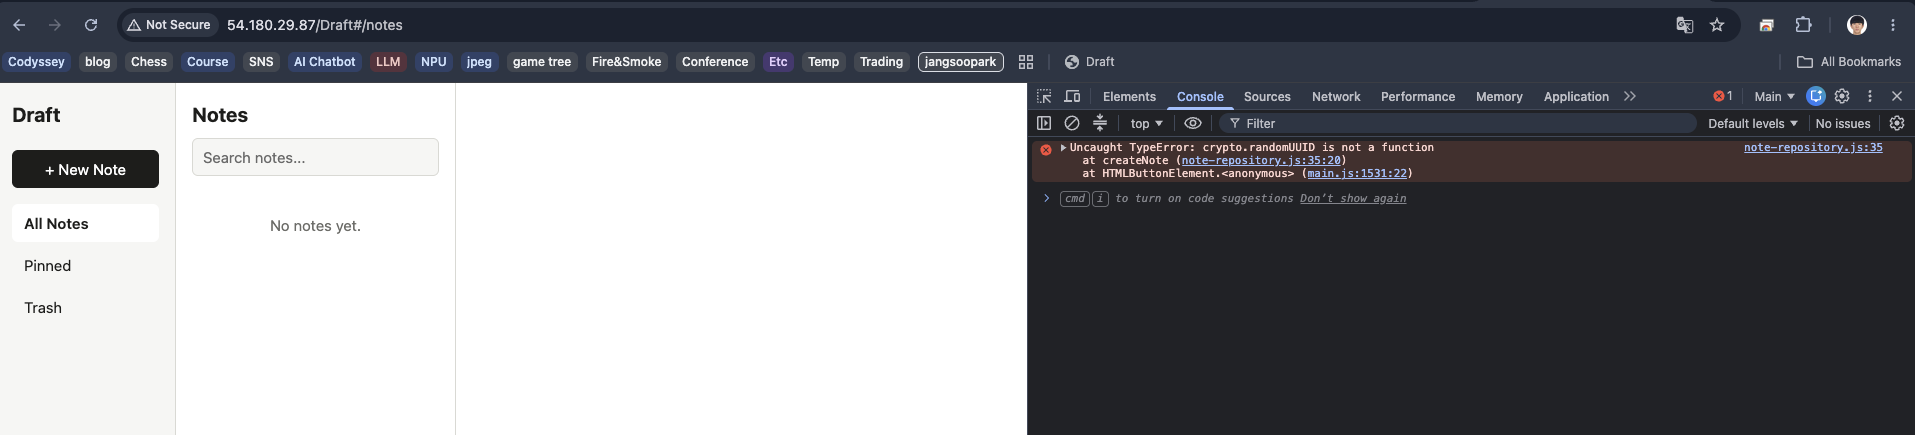 Not Secure 54.180.29.87/Draft#/notes
Codyssey blog Chess Course SNS AI Chatbot LLM NPU jpeg game tree Fire&Smoke Conference Etc Temp Trading jangsoopark Draft All Bookmarks
Draft
+ New Note
All Notes
Pinned
Trash
Notes
Search notes...
No notes yet.
Elements Console Sources Network Performance Memory Application 1 Main
top Filter Default levels No issues
Uncaught TypeError: crypto.randomUUID is not a function note-repository.js:35
at createNote (note-repository.js:35:20)
at HTMLButtonElement.<anonymous> (main.js:1531:22)
cmd i to turn on code suggestions Don't show again